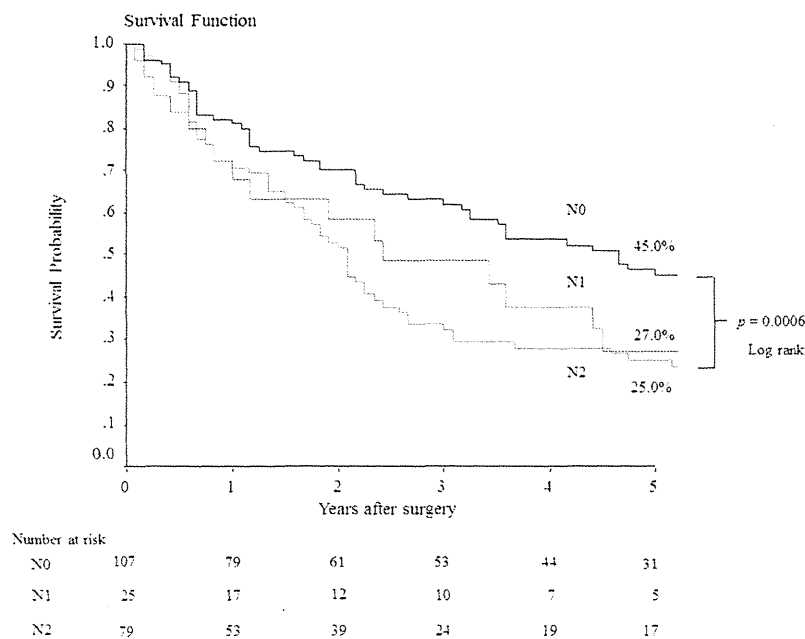 Survival Function
1.0
.9
.8
.7
.6
.5
.4
.3
.2
.1
0.0
Survival Probability
N0
45.0%
N1
27.0%
N2
25.0%
p = 0.0006
Log rank
0 1 2 3 4 5
Years after surgery
Number at risk
N0 107 79 61 53 44 31
N1 25 17 12 10 7 5
N2 79 53 39 24 19 17